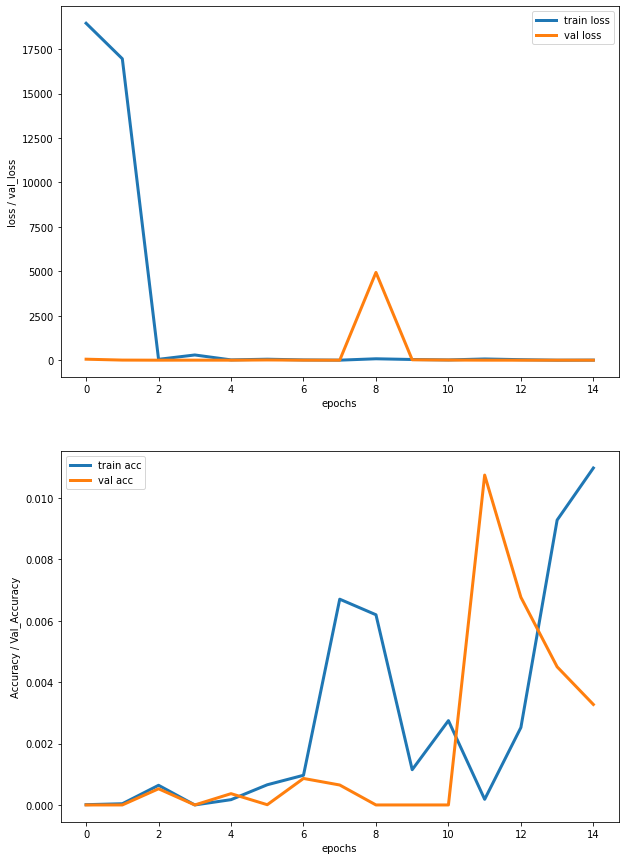 train loss
val loss
17500
15000
12500
10000
7500
5000
2500
0
loss / val_loss
0 2 4 6 8 10 12 14
epochs
train acc
val acc
0.010
0.008
0.006
0.004
0.002
0.000
Accuracy / Val_Accuracy
0 2 4 6 8 10 12 14
epochs